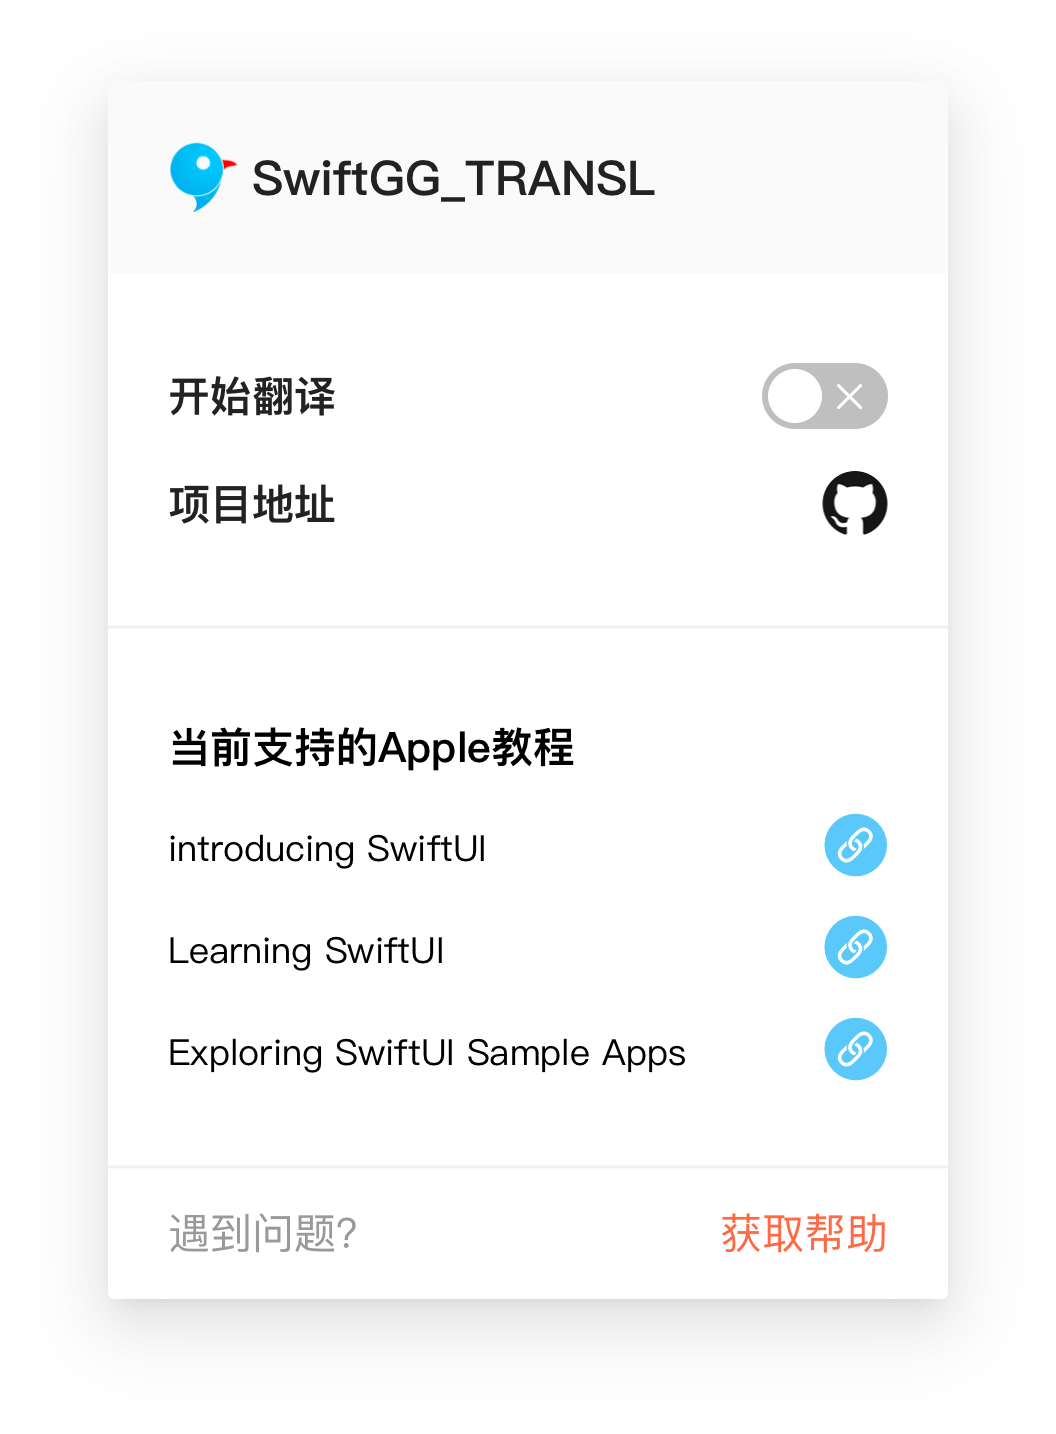 SwiftGG_TRANSL
开始翻译
项目地址
当前支持的Apple教程
introducing SwiftUI
Learning SwiftUI
Exploring SwiftUI Sample Apps
遇到问题?
获取帮助